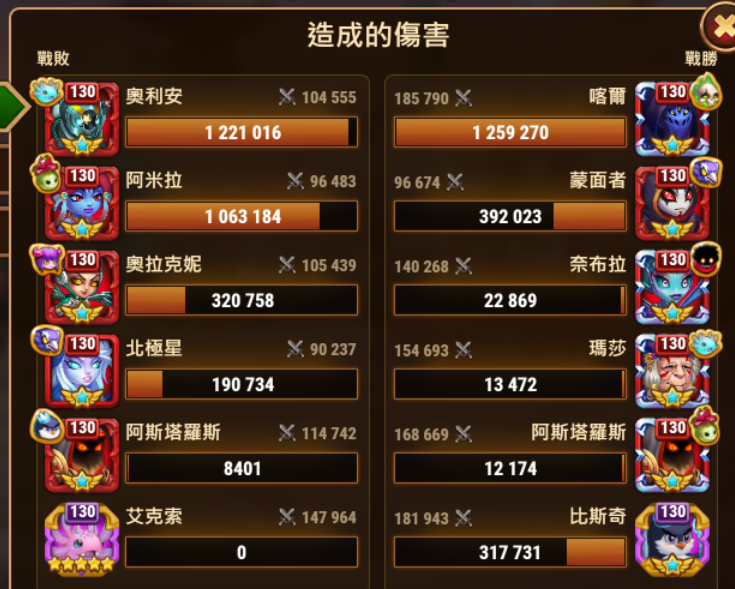 造成的傷害
戰敗
戰勝
130 奧利安 104 555
1 221 016
185 790 喀爾 130
1 259 270
130 阿米拉 96 483
1 063 184
96 674 蒙面者 130
392 023
130 奧拉克妮 105 439
320 758
140 268 奈布拉 130
22 869
130 北極星 90 237
190 734
154 693 瑪莎 130
13 472
130 阿斯塔羅斯 114 742
8401
168 669 阿斯塔羅斯 130
12 174
130 艾克索 147 964
0
181 943 比斯奇 130
317 731